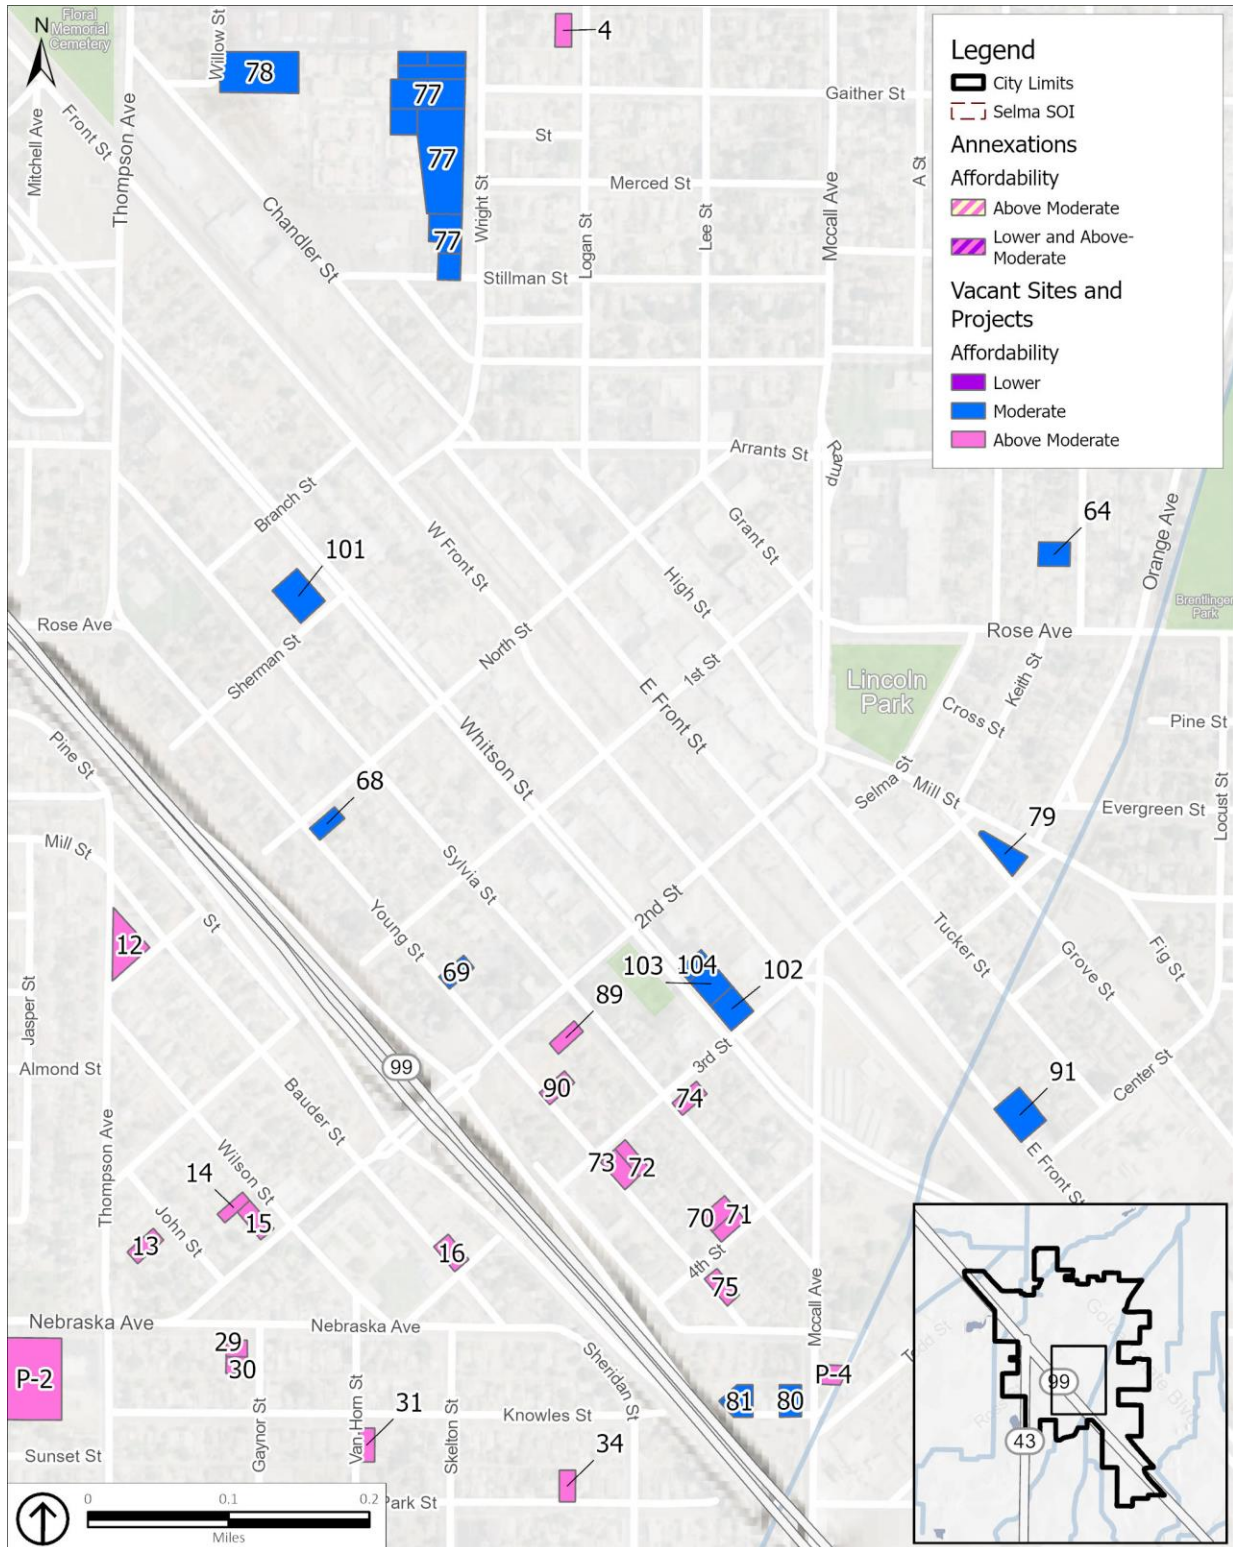 Floral
Memorial
Cemetery
N
Willow St
4
78
Legend
City Limits
Selma SOI
Annexations
Affordability
Above Moderate
Lower and Above-
Moderate
Vacant Sites and
Projects
Affordability
Lower
Moderate
Above Moderate
Mitchell Ave
Front St
Thompson Ave
77
Gaither St
St
77
Merced St
A St
Chandler St
Wright St
Logan St
Lee St
Mccall Ave
77
Stillman St
Arrants St
Ramp
Branch St
W Front St
Grant St
64
Orange Ave
101
High St
Brentlinger
Park
Rose Ave
Rose Ave
Sherman St
North St
1st St
Keith St
Lincoln
Park
E Front St
Cross St
Pine St
Pine St
Whitson St
Selma St
Mill St
Locust St
68
Evergreen St
79
Mill St
Sylvia St
2nd St
Young St
St
12
Tucker St
Fig St
Grove St
69
103
104
102
Jasper St
89
Almond St
99
3rd St
Center St
90
74
91
Bauder St
Thompson Ave
Wilson St
73
72
E Front St
14
15
John St
70
71
13
16
4th St
75
Mccall Ave
Nebraska Ave
Nebraska Ave
29
30
Sheridan St
P-2
P-4
81
80
Gaynor St
Van Horn St
31
Skelton St
Knowles St
Sunset St
34
Park St
0
0.1
0.2
Miles
99
43